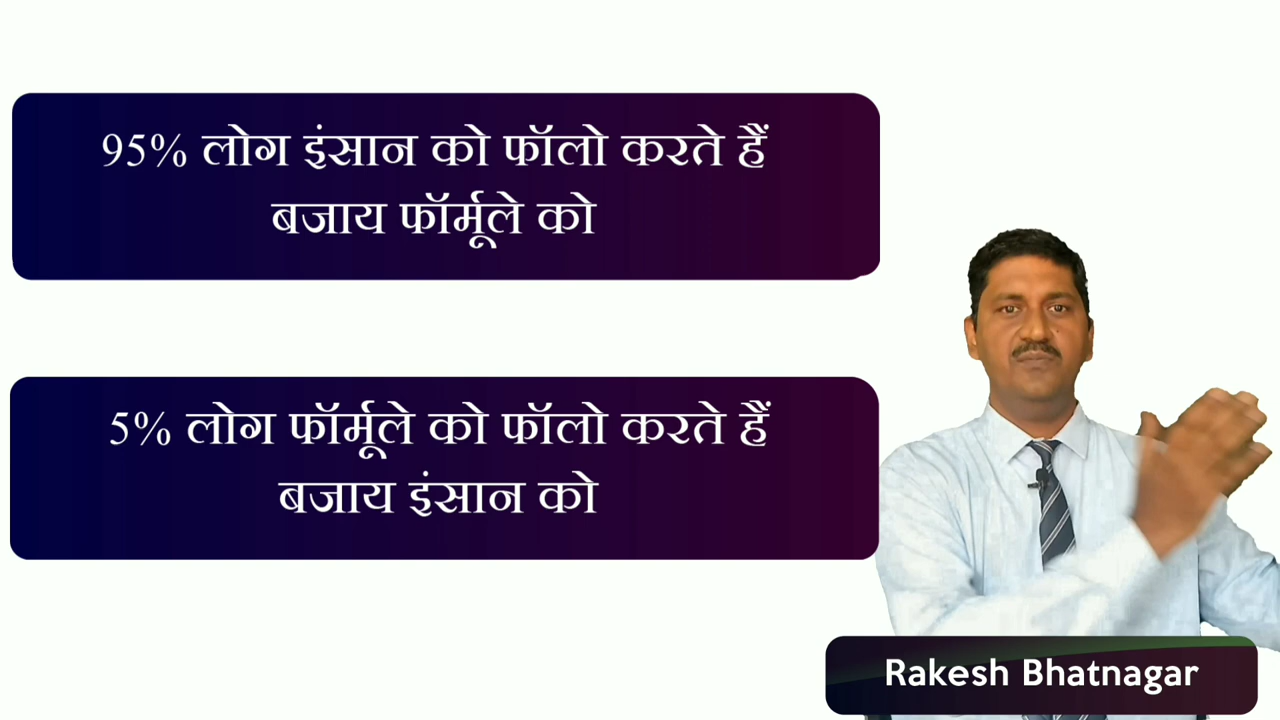 95% लोग इंसान को फॉलो करते हैं
बजाय फॉर्मूले को
5% लोग फॉर्मूले को फॉलो करते हैं
बजाय इंसान को
Rakesh Bhatnagar